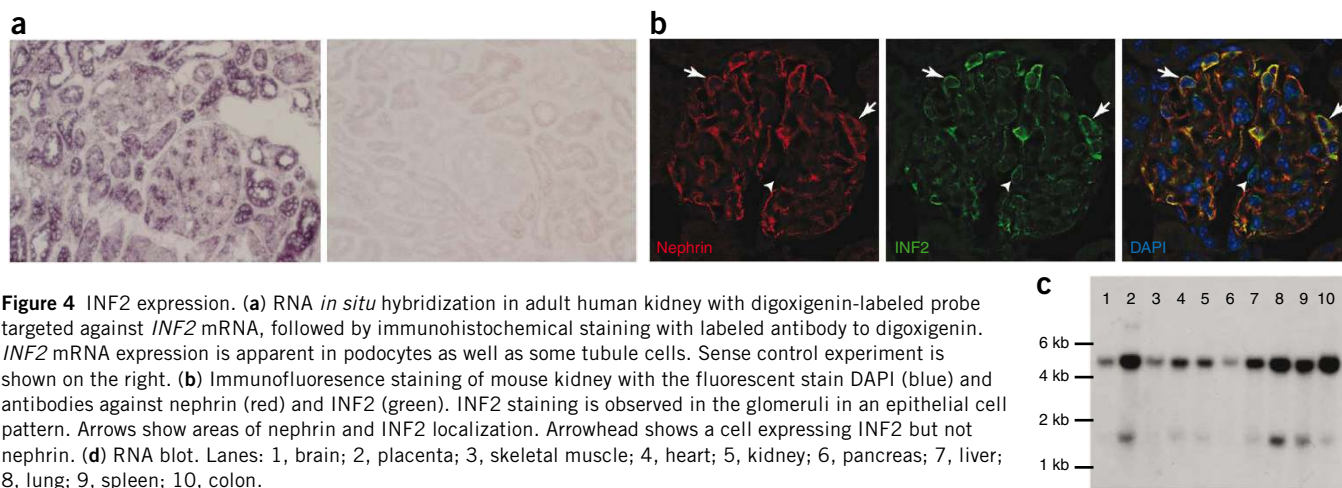 a
b
Nephrin
INF2
DAPI
Figure 4 INF2 expression. (a) RNA in situ hybridization in adult human kidney with digoxigenin-labeled probe
targeted against INF2 mRNA, followed by immunohistochemical staining with labeled antibody to digoxigenin.
INF2 mRNA expression is apparent in podocytes as well as some tubule cells. Sense control experiment is
shown on the right. (b) Immunofluoresence staining of mouse kidney with the fluorescent stain DAPI (blue) and
antibodies against nephrin (red) and INF2 (green). INF2 staining is observed in the glomeruli in an epithelial cell
pattern. Arrows show areas of nephrin and INF2 localization. Arrowhead shows a cell expressing INF2 but not
nephrin. (d) RNA blot. Lanes: 1, brain; 2, placenta; 3, skeletal muscle; 4, heart; 5, kidney; 6, pancreas; 7, liver;
8, lung; 9, spleen; 10, colon.
c
1 2 3 4 5 6 7 8 9 10
6 kb
4 kb
2 kb
1 kb